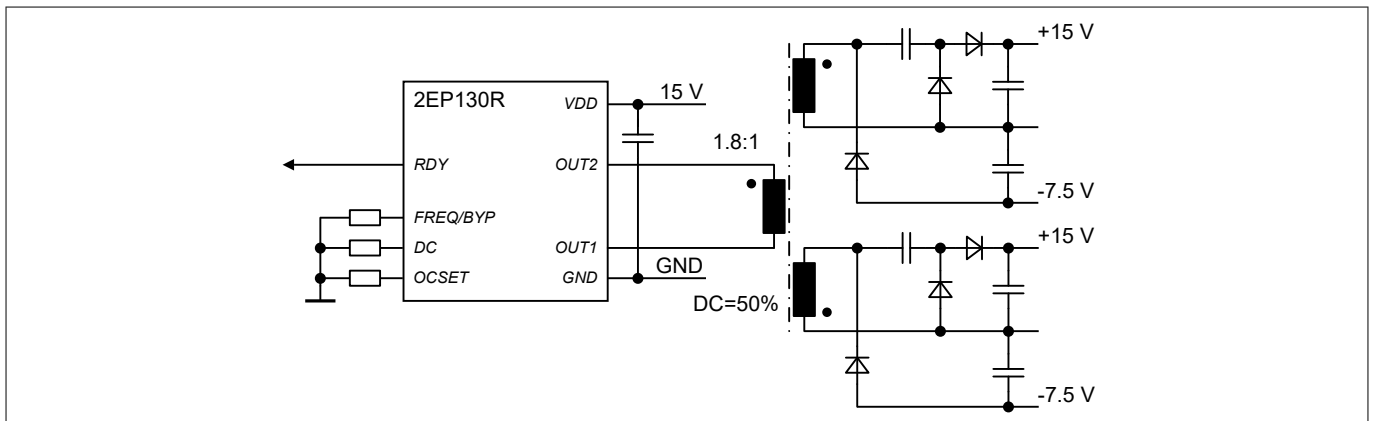 +15 V
2EP130R
VDD
15 V
1.8:1
RDY
OUT2
-7.5 V
FREQ/BYP
DC
OUT1
+15 V
OCSET
GND
GND
DC=50%
-7.5 V